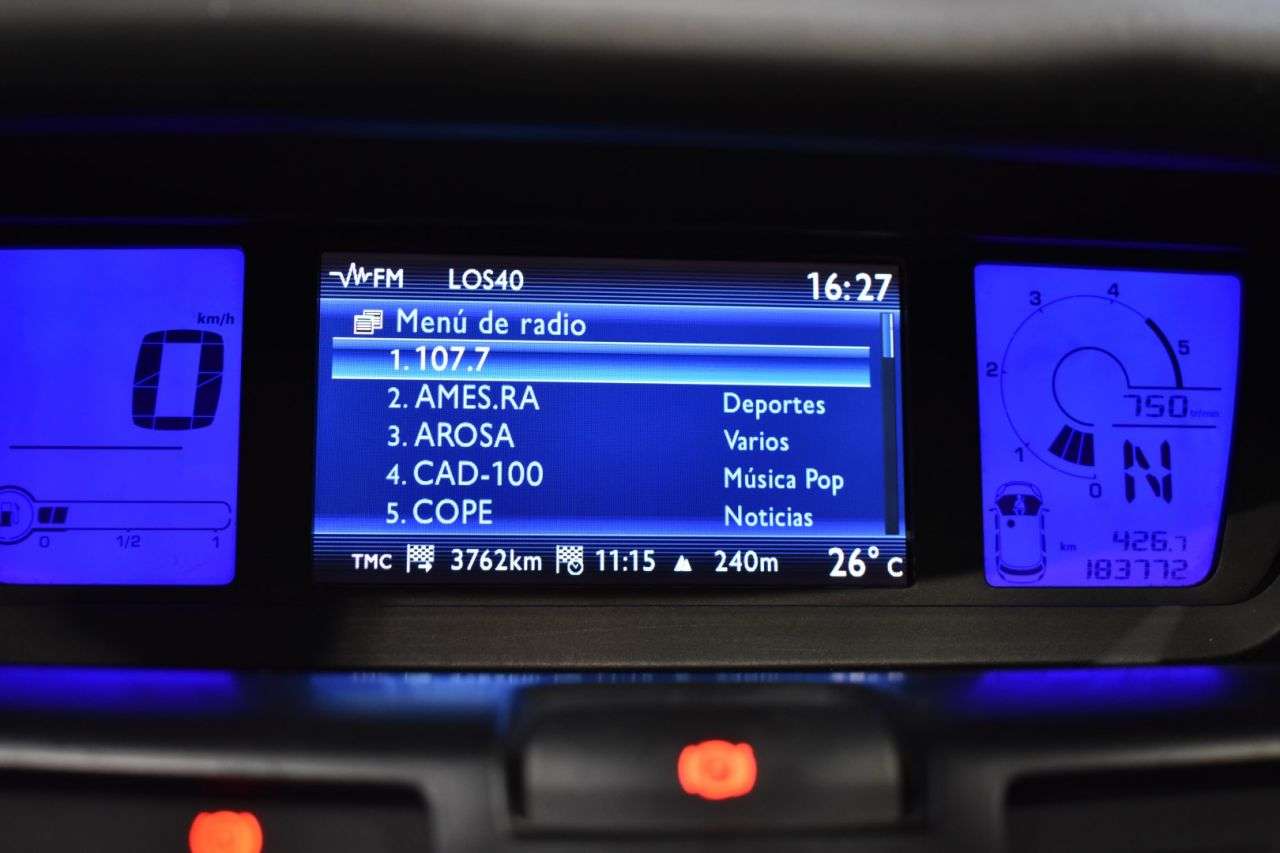 km/h
0
0 1/2 1
FM LOS40 16:27
Menú de radio
1. 107.7
2. AMES.RA Deportes
3. AROSA Varios
4. CAD-100 Música Pop
5. COPE Noticias
TMC 3762km 11:15 240m 26° C
0 1 2 3 4 5
750 tr/min
N
km 426.7
183772